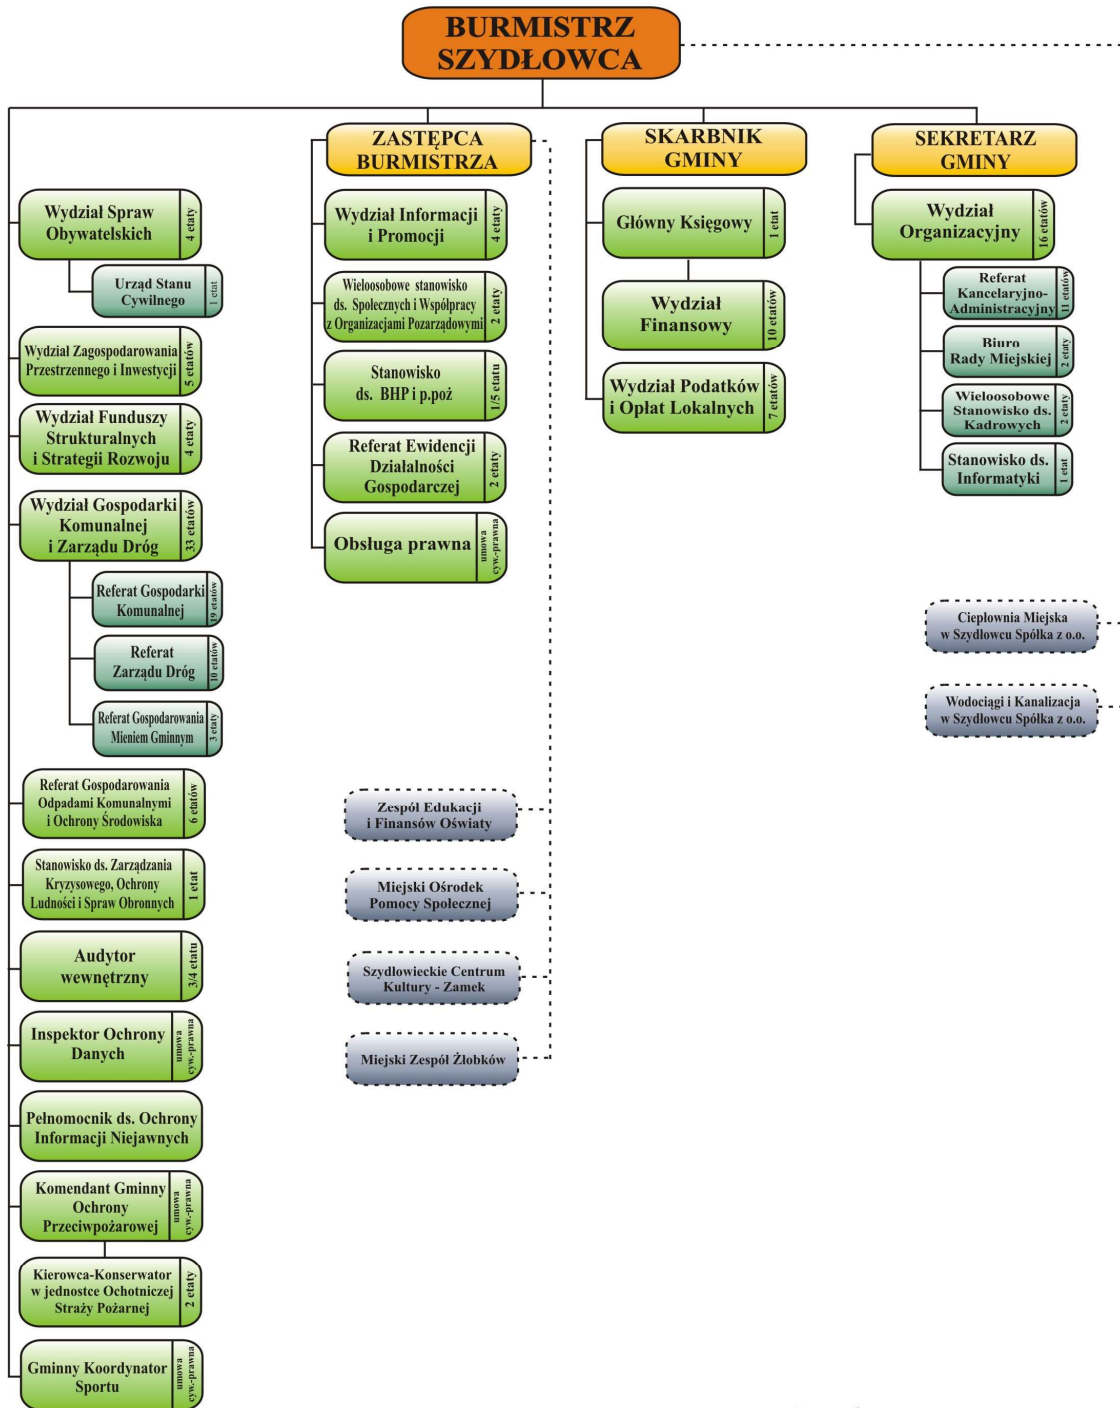 BURMISTRZ
SZYDŁOWCA
Wydział Spraw
Obywatelskich
4 etaty
Urząd Stanu
Cywilnego
1 etat
Wydział Zagospodarowania
Przestrzennego i Inwestycji
5 etatów
Wydział Funduszy
Strukturalnych
i Strategii Rozwoju
4 etaty
Wydział Gospodarki
Komunalnej
i Zarządu Dróg
33 etatów
Referat Gospodarki
Komunalnej
19 etatów
Referat
Zarządu Dróg
10 etatów
Referat Gospodarowania
Mieniem Gminnym
3 etaty
Referat Gospodarowania
Odpadami Komunalnymi
i Ochrony Środowiska
6 etatów
Stanowisko ds. Zarządzania
Kryzysowego, Ochrony
Ludności i Spraw Obronnych
1 etat
Audytor
wewnętrzny
3/4 etatu
Inspektor Ochrony
Danych
umowa
cyw.-prawna
Pełnomocnik ds. Ochrony
Informacji Niejawnych
Komendant Gminny
Ochrony
Przeciwpożarowej
umowa
cyw.-prawna
Kierowca-Konserwator
w jednostce Ochotniczej
Straży Pożarnej
2 etaty
Gminny Koordynator
Sportu
umowa
cyw.-prawna
ZASTĘPCA
BURMISTRZA
Wydział Informacji
i Promocji
4 etaty
Wieloosobowe stanowisko
ds. Społecznych i Współpracy
z Organizacjami Pozarządowymi
2 etaty
Stanowisko
ds. BHP i p.poż
1/5 etatu
Referat Ewidencji
Działalności
Gospodarczej
2 etaty
Obsługa prawna
umowa
cyw.-prawna
Zespół Edukacji
i Finansów Oświaty
Miejski Ośrodek
Pomocy Społecznej
Szydłowieckie Centrum
Kultury - Zamek
Miejski Zespół Żłobków
SKARBNIK
GMINY
Główny Księgowy
1 etat
Wydział
Finansowy
10 etatów
Wydział Podatków
i Opłat Lokalnych
7 etatów
SEKRETARZ
GMINY
Wydział
Organizacyjny
16 etatów
Referat
Kancelaryjno-
Administracyjny
11 etatów
Biuro
Rady Miejskiej
2 etaty
Wieloosobowe
Stanowisko ds.
Kadrowych
2 etaty
Stanowisko ds.
Informatyki
1 etat
Ciepłownia Miejska
w Szydłowcu Spółka z o.o.
Wodociągi i Kanalizacja
w Szydłowcu Spółka z o.o.